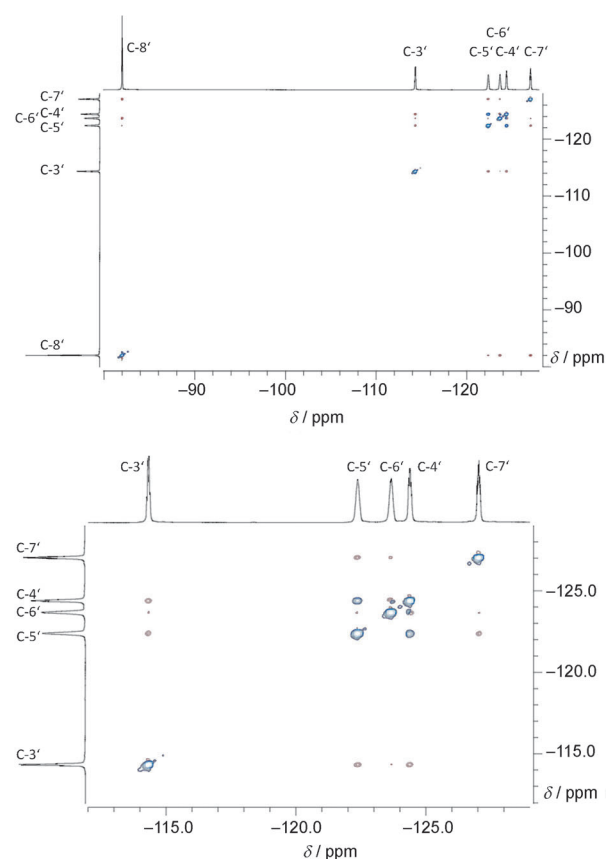 C-6‘
C-8‘ C-3‘ C-5‘ C-4‘ C-7‘
C-7‘
C-6‘ C-4‘
C-5‘
–120
C-3‘
–110
–100
–90
C-8‘
δ / ppm
–90 –100 –110 –120
δ / ppm
C-3‘ C-5‘ C-6‘ C-4‘ C-7‘
C-7‘
C-4‘
–125.0
C-6‘
C-5‘
–120.0
C-3‘
–115.0
δ / ppm
–115.0 –120.0 –125.0
δ / ppm